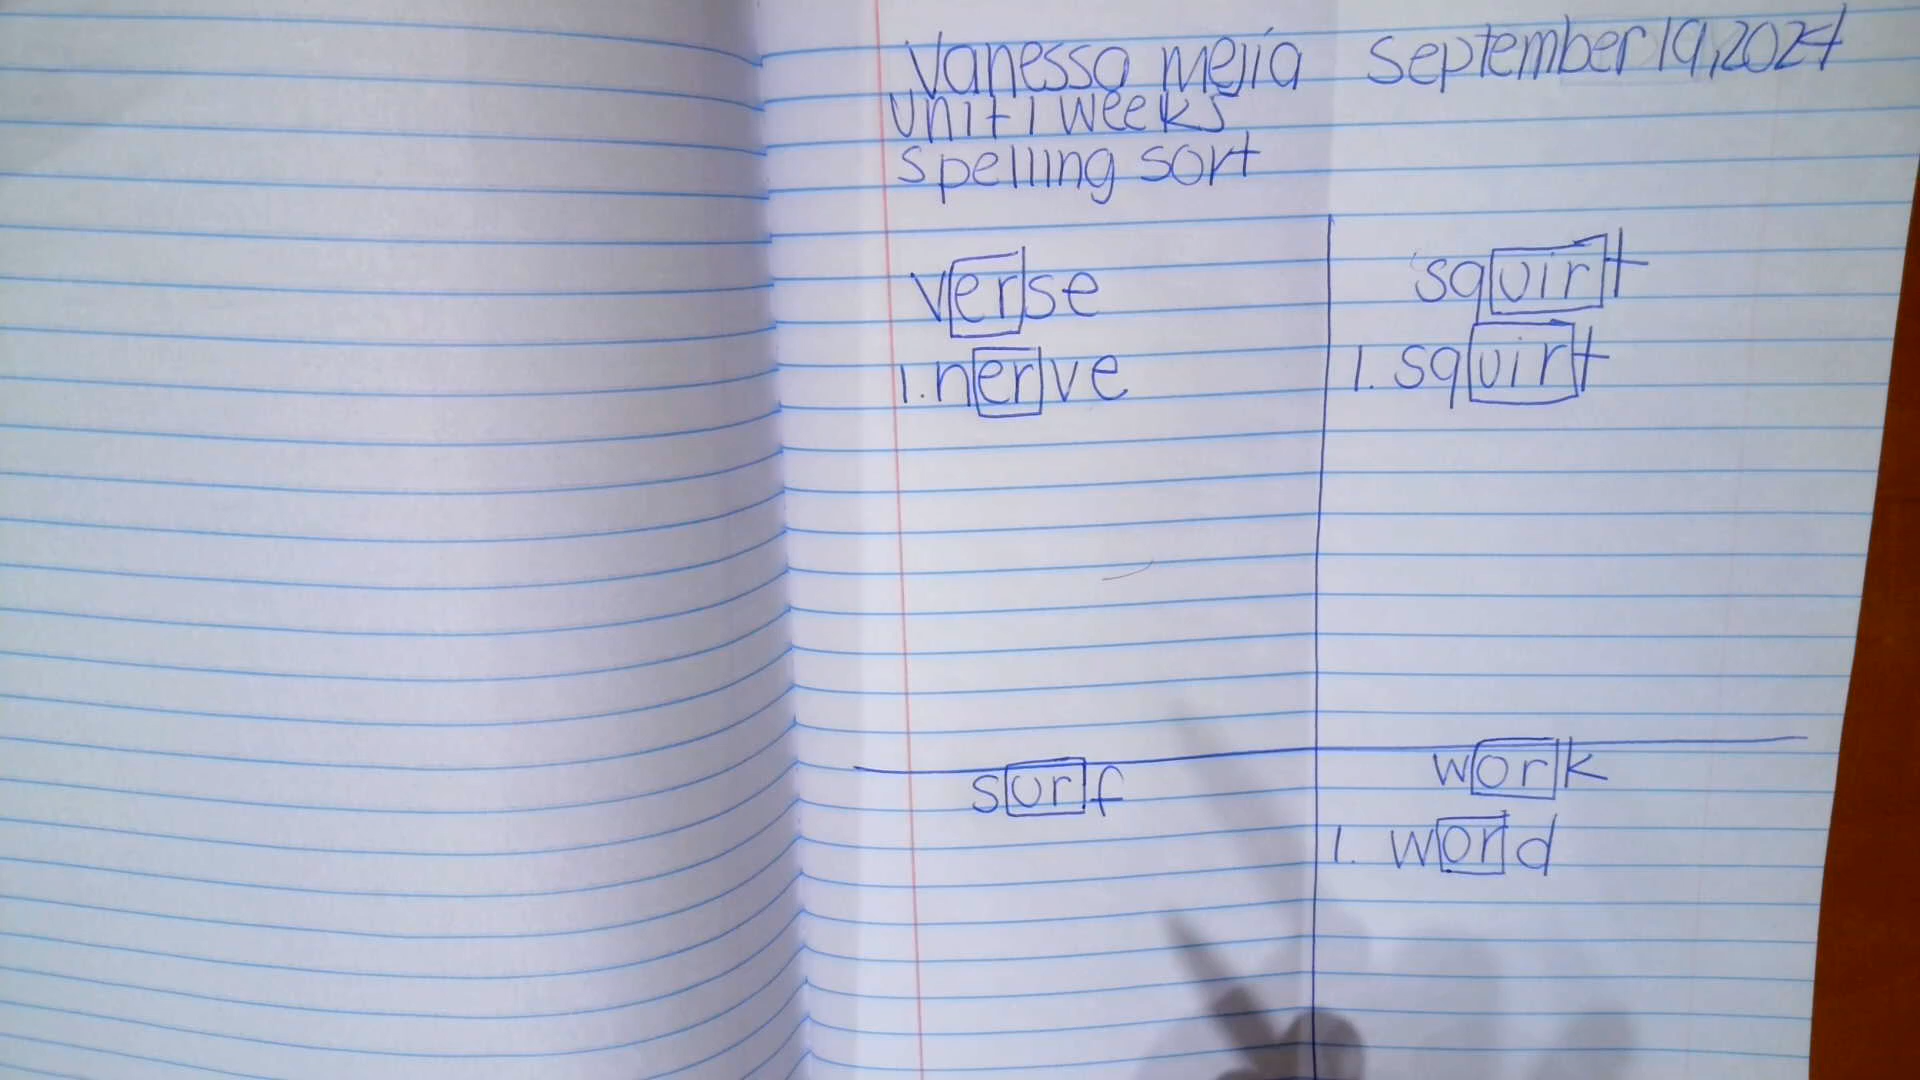 Vanessa Mejia September 19, 2024
Unit 1 week 5
spelling sort
verse
1. nerve
squirt
1. squirt
surf
work
1. world